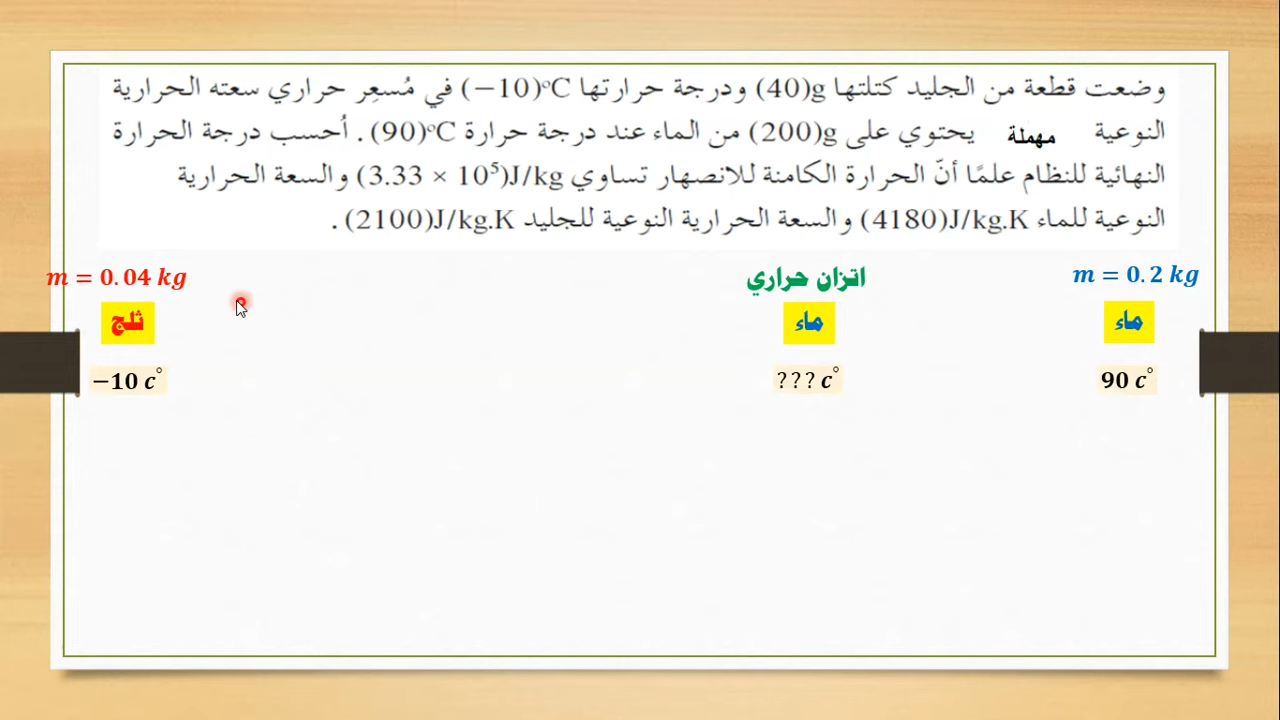 وضعت قطعة من الجليد كتلتها (40)g ودرجة حرارتها (−10)°C في مُسعِر حراري سعته الحرارية
النوعية مهملة يحتوي على (200)g من الماء عند درجة حرارة (90)°C. أحسب درجة الحرارة
النهائية للنظام علمًا أنّ الحرارة الكامنة للانصهار تساوي (3.33 × 10⁵)J/kg والسعة الحرارية
النوعية للماء (4180)J/kg.K والسعة الحرارية النوعية للجليد (2100)J/kg.K .
m = 0.2 kg
اتزان حراري
m = 0.04 kg
ماء
ماء
ثلج
90 c°
??? c°
−10 c°